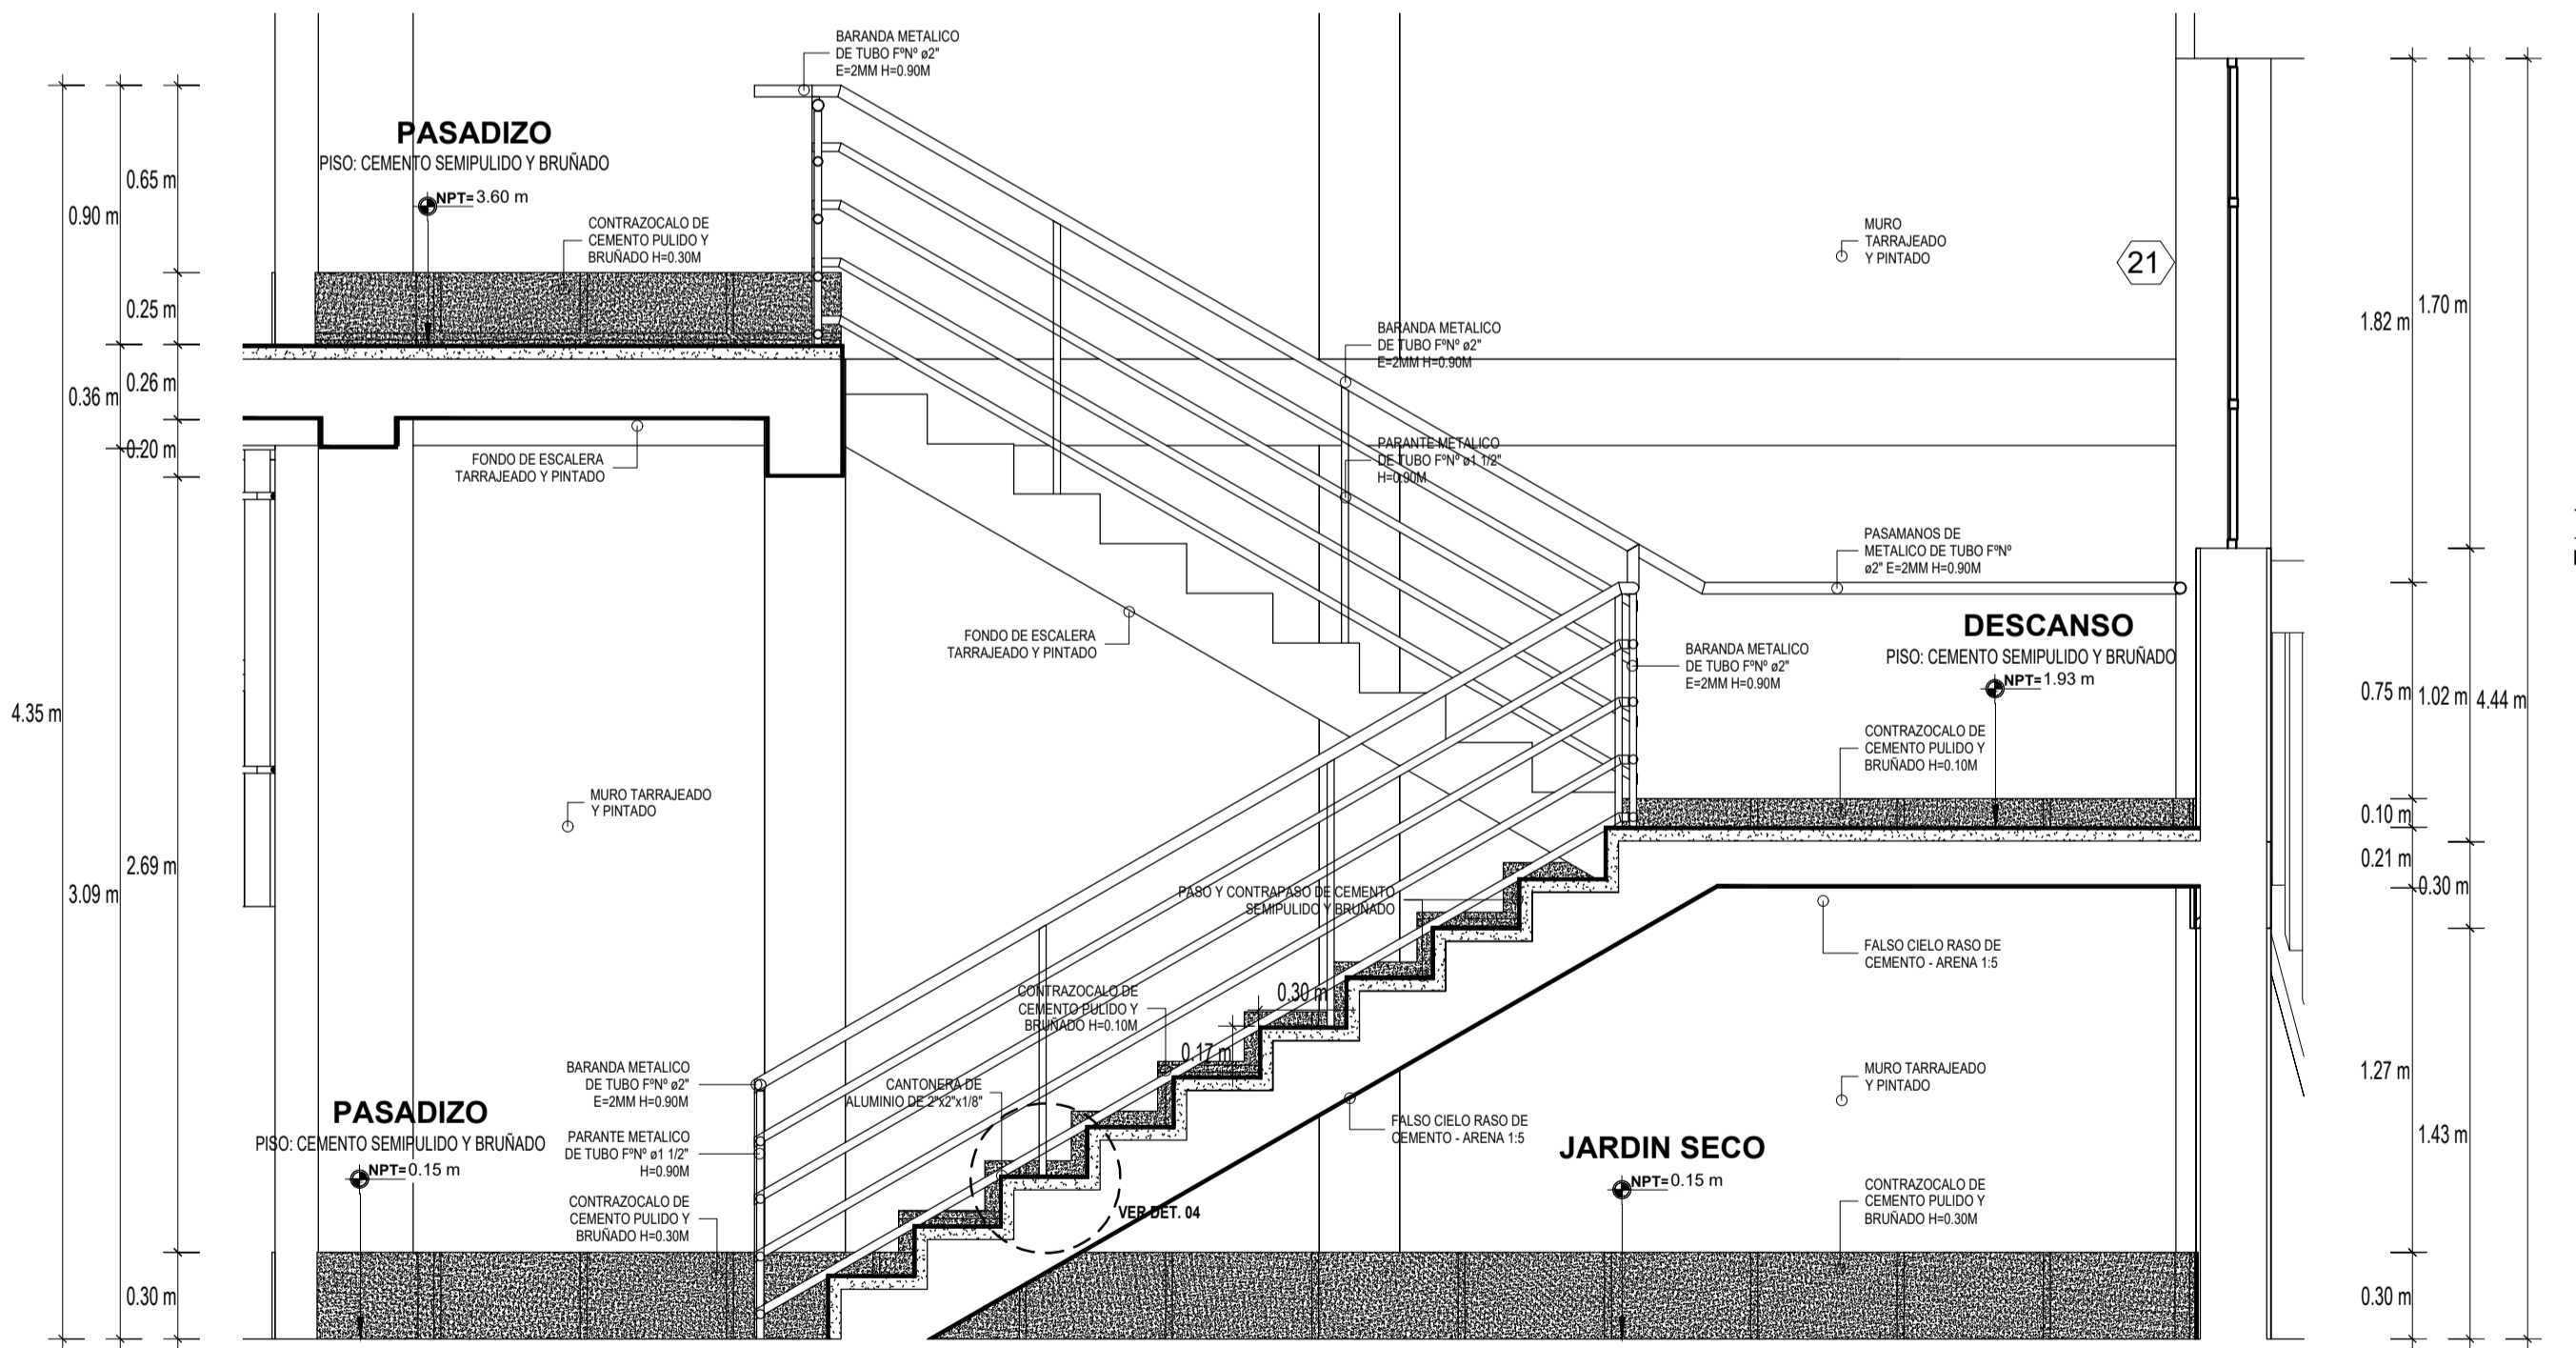 BARANDA METALICO
DE TUBO FºNº ø2"
E=2MM H=0.90M
PASADIZO
PISO: CEMENTO SEMIPULIDO Y BRUÑADO
NPT= 3.60 m
CONTRAZOCALO DE
CEMENTO PULIDO Y
BRUÑADO H=0.30M
MURO
TARRAJEADO
Y PINTADO
21
BARANDA METALICO
DE TUBO FºNº ø2"
E=2MM H=0.90M
PARANTE METALICO
DE TUBO FºNº ø1 1/2"
H=0.90M
FONDO DE ESCALERA
TARRAJEADO Y PINTADO
PASAMANOS DE
METALICO DE TUBO FºNº
ø2" E=2MM H=0.90M
FONDO DE ESCALERA
TARRAJEADO Y PINTADO
BARANDA METALICO
DE TUBO FºNº ø2"
E=2MM H=0.90M
DESCANSO
PISO: CEMENTO SEMIPULIDO Y BRUÑADO
NPT= 1.93 m
CONTRAZOCALO DE
CEMENTO PULIDO Y
BRUÑADO H=0.10M
MURO TARRAJEADO
Y PINTADO
PASO Y CONTRAPASO DE CEMENTO
SEMIPULIDO Y BRUÑADO
FALSO CIELO RASO DE
CEMENTO - ARENA 1:5
CONTRAZOCALO DE
CEMENTO PULIDO Y
BRUÑADO H=0.10M
0.30 m
0.17 m
BARANDA METALICO
DE TUBO FºNº ø2"
E=2MM H=0.90M
CANTONERA DE
ALUMINIO DE 2"x2"x1/8"
MURO TARRAJEADO
Y PINTADO
PASADIZO
PISO: CEMENTO SEMIPULIDO Y BRUÑADO
NPT= 0.15 m
PARANTE METALICO
DE TUBO FºNº ø1 1/2"
H=0.90M
FALSO CIELO RASO DE
CEMENTO - ARENA 1:5
JARDIN SECO
NPT= 0.15 m
CONTRAZOCALO DE
CEMENTO PULIDO Y
BRUÑADO H=0.30M
VER DET. 04
CONTRAZOCALO DE
CEMENTO PULIDO Y
BRUÑADO H=0.30M
4.35 m
0.90 m
0.36 m
3.09 m
0.65 m
0.25 m
0.26 m
0.20 m
2.69 m
0.30 m
1.82 m
0.75 m
0.10 m
0.21 m
1.27 m
0.30 m
1.70 m
1.02 m
0.30 m
1.43 m
4.44 m